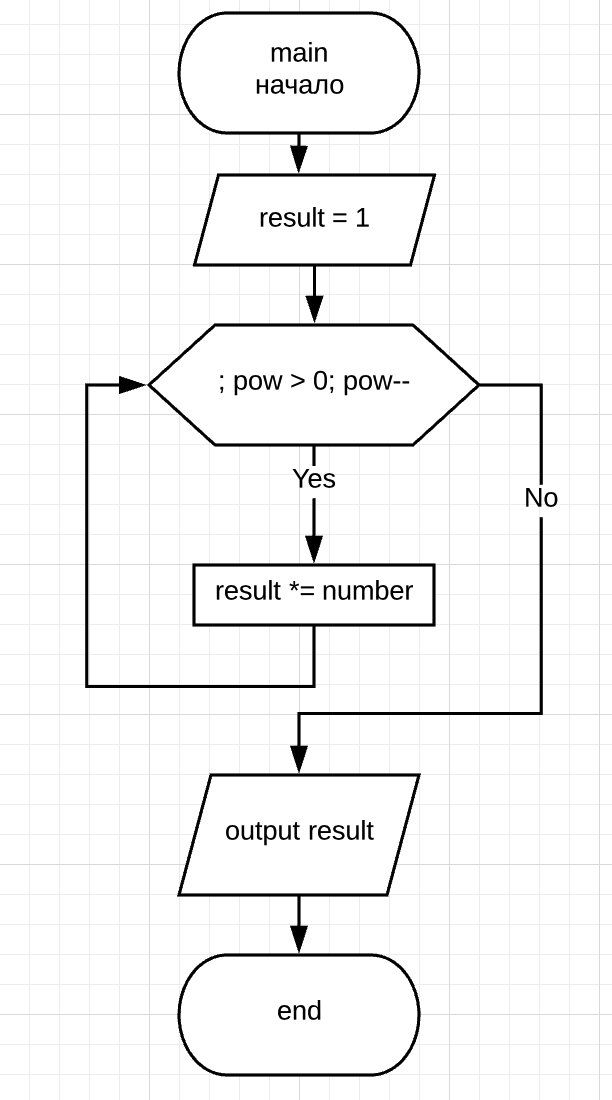 main
начало
result = 1
; pow > 0; pow--
Yes
No
result *= number
output result
end